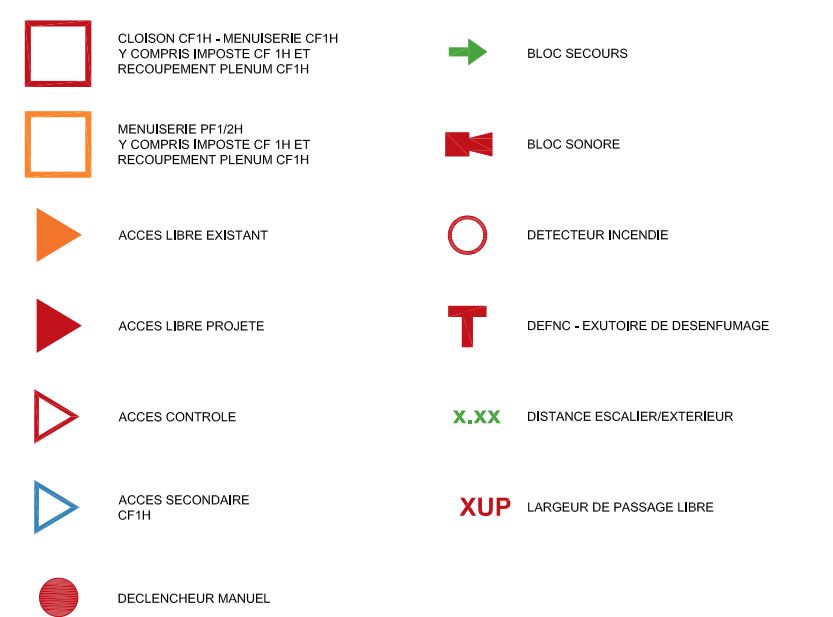 CLOISON CF1H - MENUISERIE CF1H
Y COMPRIS IMPOSTE CF 1H ET
RECOUPEMENT PLENUM CF1H
MENUISERIE PF1/2H
Y COMPRIS IMPOSTE CF 1H ET
RECOUPEMENT PLENUM CF1H
ACCES LIBRE EXISTANT
ACCES LIBRE PROJETE
ACCES CONTROLE
ACCES SECONDAIRE
CF1H
DECLENCHEUR MANUEL
BLOC SECOURS
BLOC SONORE
DETECTEUR INCENDIE
DEFNC - EXUTOIRE DE DESENFUMAGE
x.xx DISTANCE ESCALIER/EXTERIEUR
XUP LARGEUR DE PASSAGE LIBRE